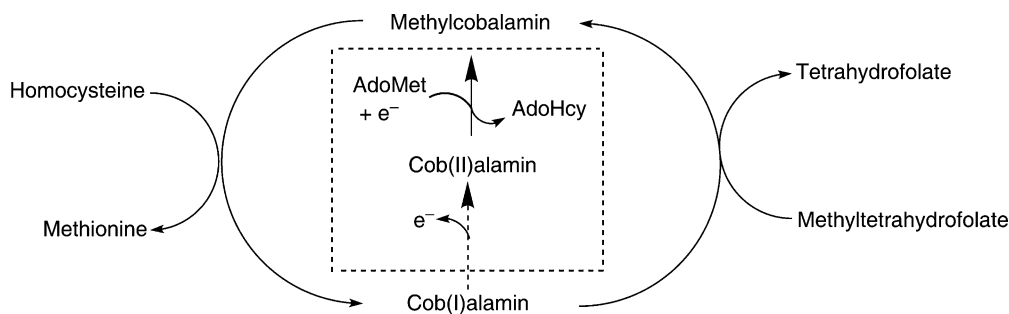 Methylcobalamin
Tetrahydrofolate
Homocysteine
AdoMet
+ e⁻
AdoHcy
Cob(II)alamin
e⁻
Methionine
Methyltetrahydrofolate
Cob(I)alamin